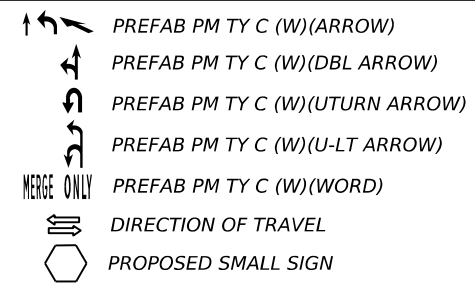 PREFAB PM TY C (W)(ARROW)
PREFAB PM TY C (W)(DBL ARROW)
PREFAB PM TY C (W)(UTURN ARROW)
PREFAB PM TY C (W)(U-LT ARROW)
MERGE ONLY PREFAB PM TY C (W)(WORD)
DIRECTION OF TRAVEL
PROPOSED SMALL SIGN